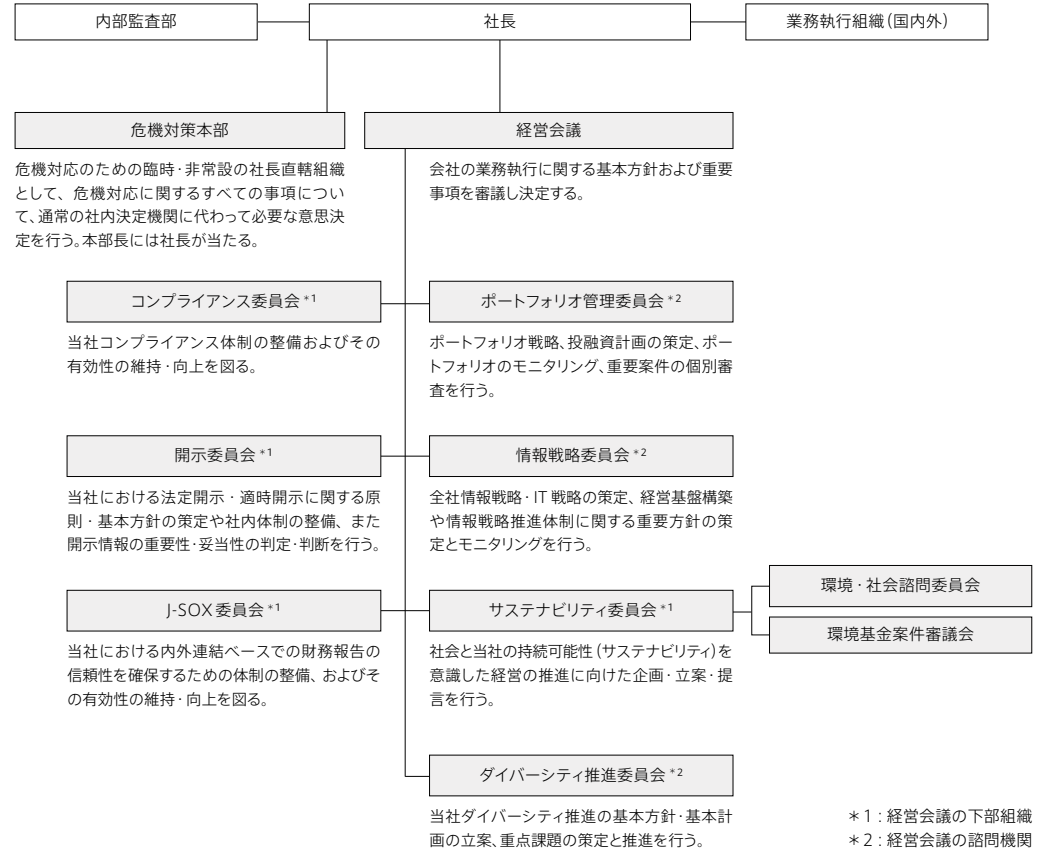 内部監査部
社長
業務執行組織(国内外)
危機対策本部
危機対応のための臨時・非常設の社長直轄組織
として、危機対応に関するすべての事項につい
て、通常の社内決定機関に代わって必要な意思決
定を行う。本部長には社長が当たる。
経営会議
会社の業務執行に関する基本方針および重要
事項を審議し決定する。
コンプライアンス委員会 *1
当社コンプライアンス体制の整備およびその
有効性の維持・向上を図る。
ポートフォリオ管理委員会 *2
ポートフォリオ戦略、投融資計画の策定、ポー
トフォリオのモニタリング、重要案件の個別審
査を行う。
開示委員会 *1
当社における法定開示・適時開示に関する原
則・基本方針の策定や社内体制の整備、また
開示情報の重要性・妥当性の判定・判断を行う。
情報戦略委員会 *2
全社情報戦略・IT 戦略の策定、経営基盤構築
や情報戦略推進体制に関する重要方針の策
定とモニタリングを行う。
J-SOX 委員会 *1
当社における内外連結ベースでの財務報告の
信頼性を確保するための体制の整備、およびそ
の有効性の維持・向上を図る。
サステナビリティ委員会 *1
社会と当社の持続可能性(サステナビリティ)を
意識した経営の推進に向けた企画・立案・提
言を行う。
環境・社会諮問委員会
環境基金案件審議会
ダイバーシティ推進委員会 *2
当社ダイバーシティ推進の基本方針・基本計
画の立案、重点課題の策定と推進を行う。
*1:経営会議の下部組織
*2:経営会議の諮問機関